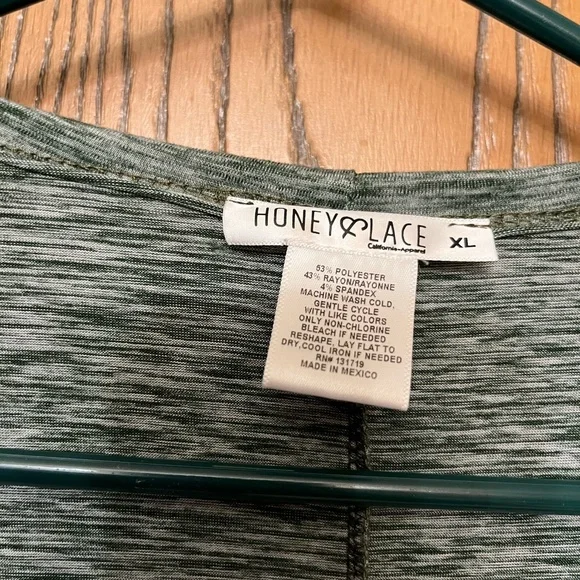 HONEY & LACE XL
California-Apparel
53% POLYESTER
43% RAYON/RAYONNE
4% SPANDEX
MACHINE WASH COLD,
GENTLE CYCLE
WITH LIKE COLORS
ONLY NON-CHLORINE
BLEACH IF NEEDED
RESHAPE, LAY FLAT TO
DRY,COOL IRON IF NEEDED
RN# 131719
MADE IN MEXICO